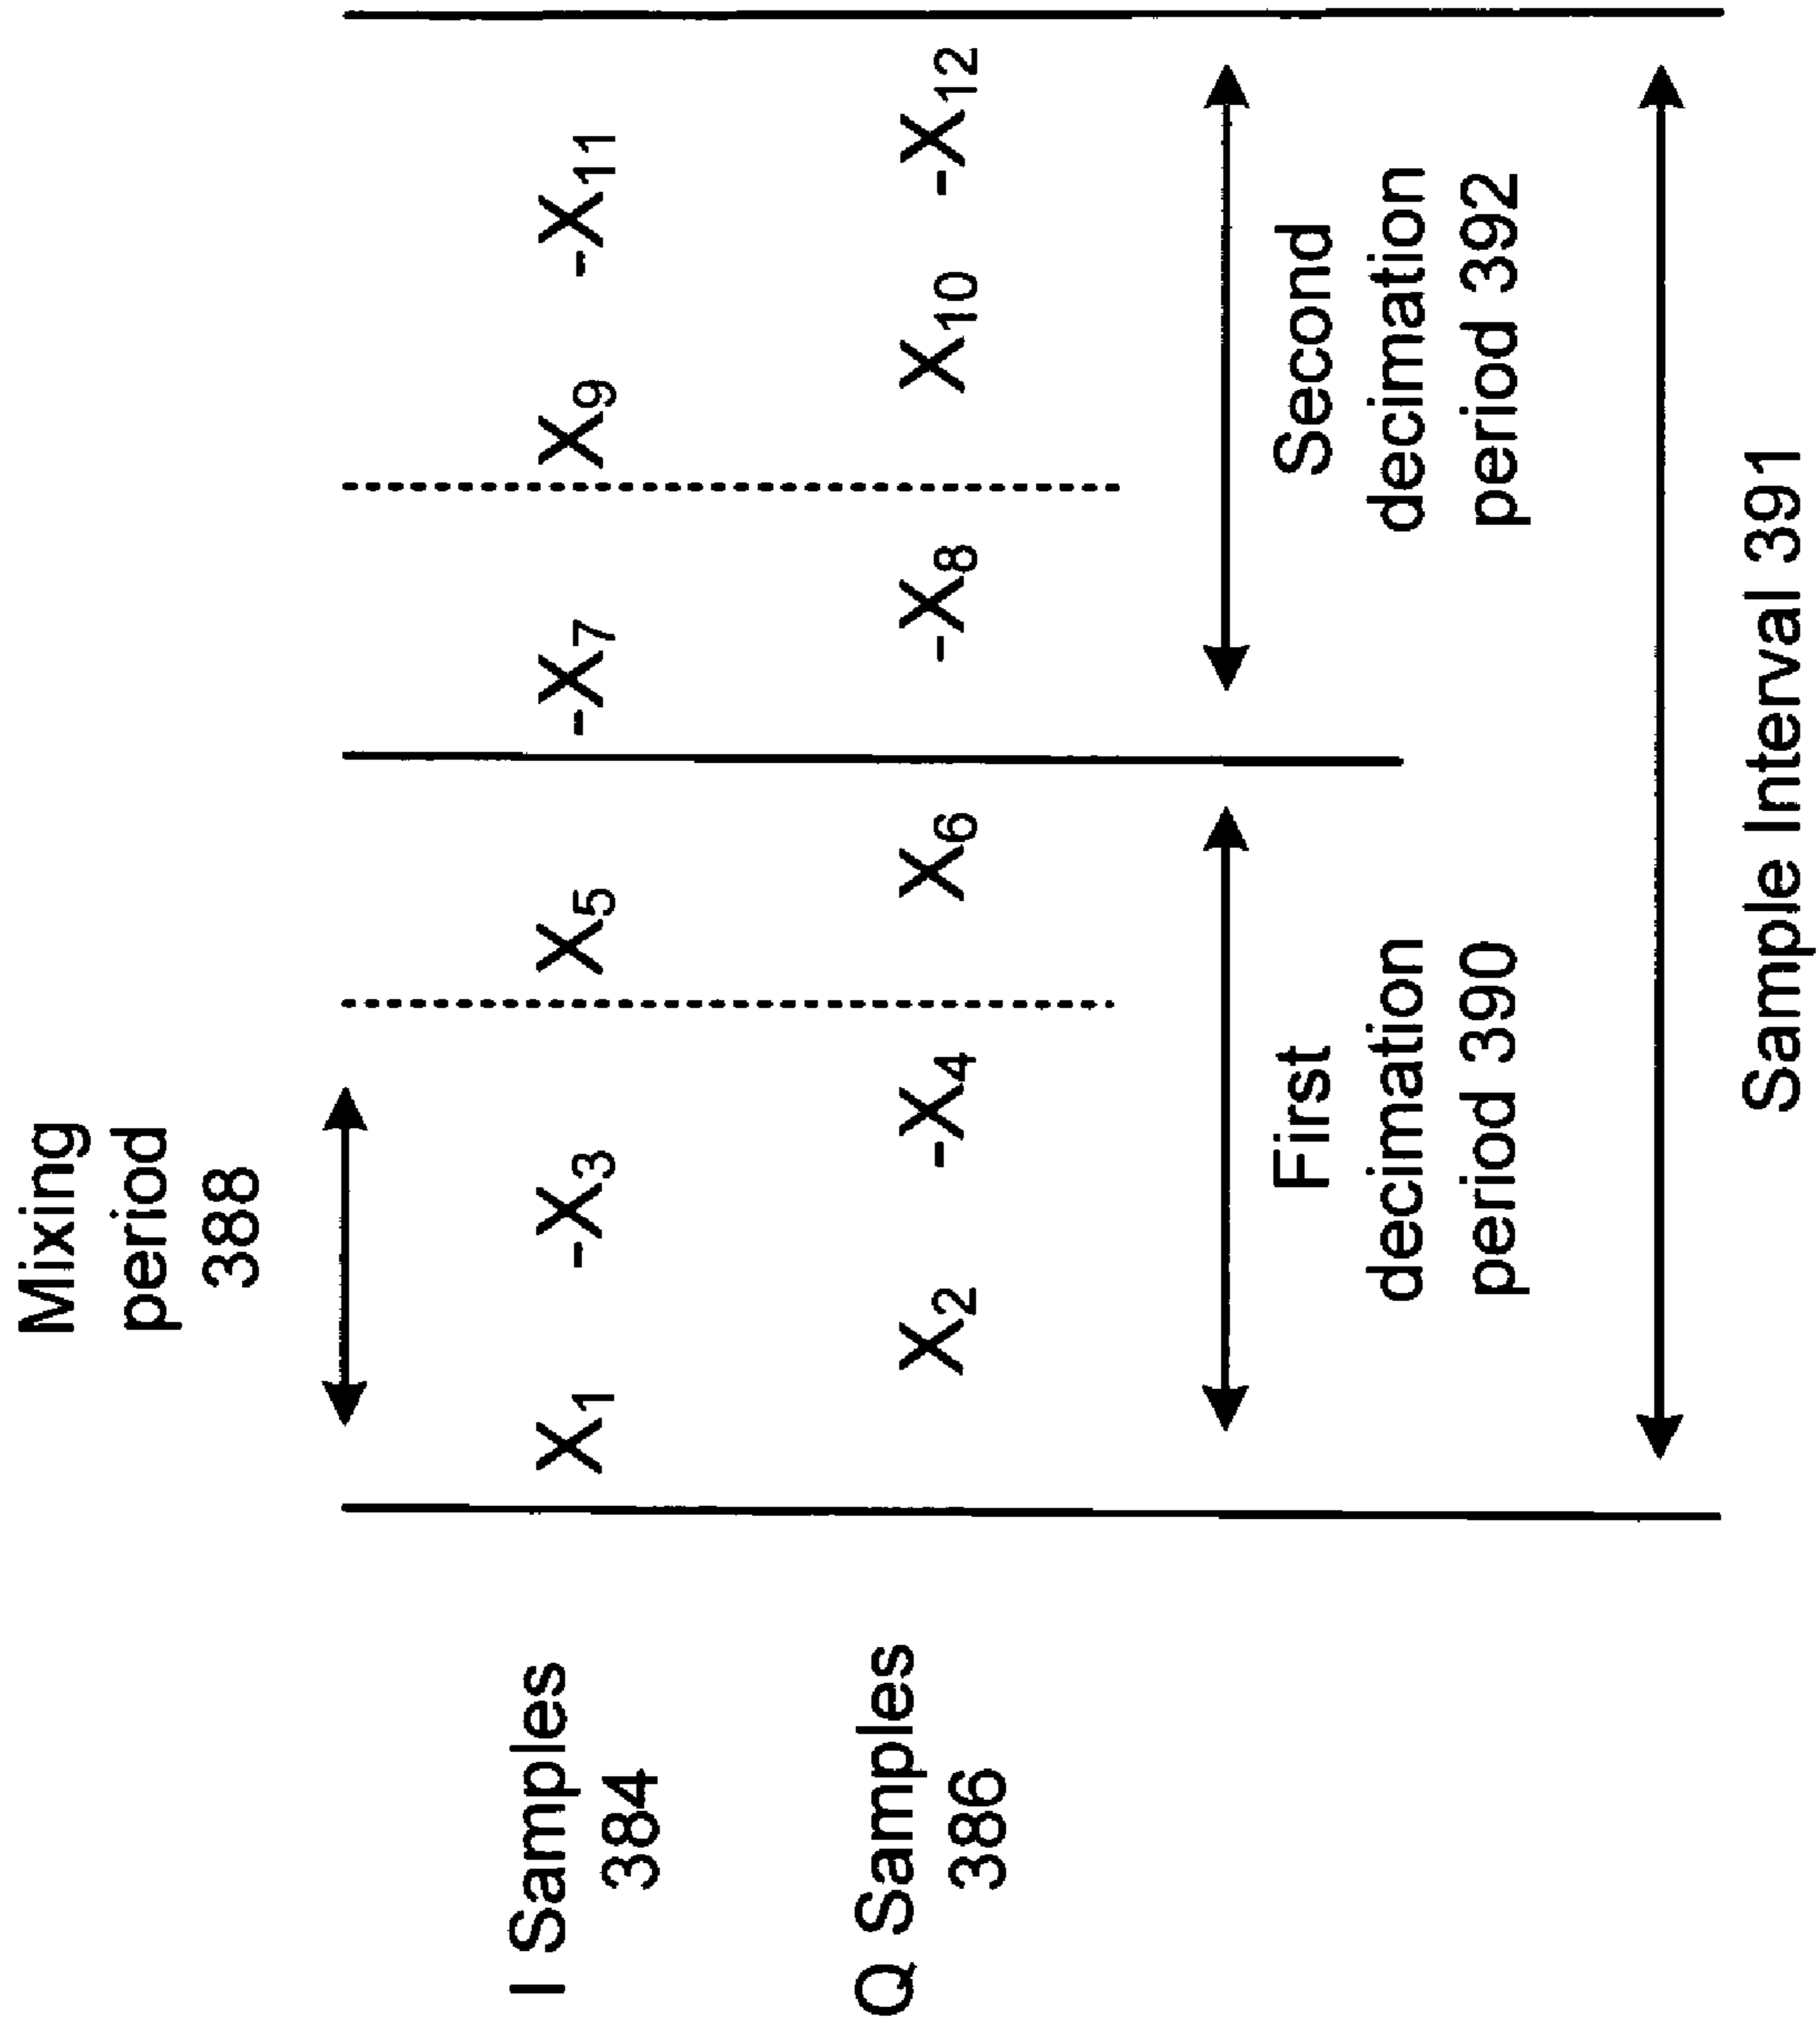 Mixing
period
388
I Samples
384
X1 -X3 X5 -X7 X9 -X11
Q Samples
386
X2 -X4 X6 -X8 X10 -X12
First
decimation
period 390
Second
decimation
period 392
Sample Interval 391